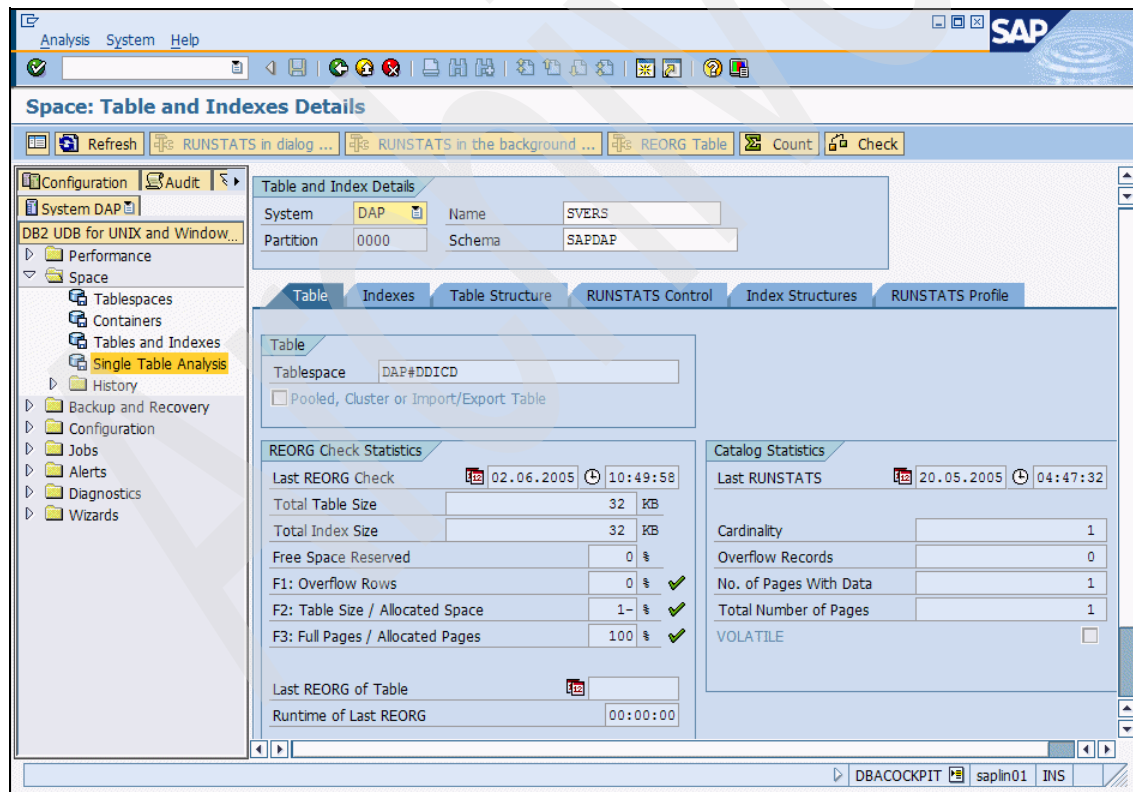 Analysis System Help
SAP
Space: Table and Indexes Details
Refresh RUNSTATS in dialog ... RUNSTATS in the background ... REORG Table Count Check
Configuration Audit
System DAP
DB2 UDB for UNIX and Window...
Performance
Space
Tablespaces
Containers
Tables and Indexes
Single Table Analysis
History
Backup and Recovery
Configuration
Jobs
Alerts
Diagnostics
Wizards
Table and Index Details
System DAP Name SVERS
Partition 0000 Schema SAPDAP
Table Indexes Table Structure RUNSTATS Control Index Structures RUNSTATS Profile
Table
Tablespace DAP#DDICD
Pooled, Cluster or Import/Export Table
REORG Check Statistics
Last REORG Check 12 02.06.2005 10:49:58
Total Table Size 32 KB
Total Index Size 32 KB
Free Space Reserved 0 %
F1: Overflow Rows 0 %
F2: Table Size / Allocated Space 1- %
F3: Full Pages / Allocated Pages 100 %
Last REORG of Table 12
Runtime of Last REORG 00:00:00
Catalog Statistics
Last RUNSTATS 12 20.05.2005 04:47:32
Cardinality 1
Overflow Records 0
No. of Pages With Data 1
Total Number of Pages 1
VOLATILE
DBACOCKPIT saplin01 INS